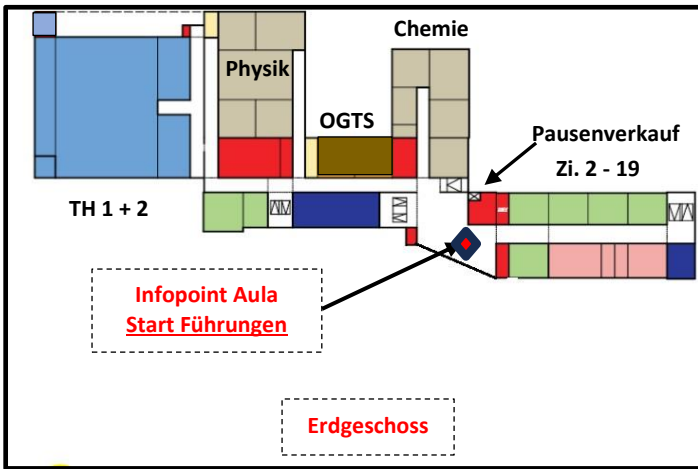 Chemie
Physik
OGTS
Pausenverkauf
Zi. 2 - 19
TH 1 + 2
Infopoint Aula
Start Führungen
Erdgeschoss